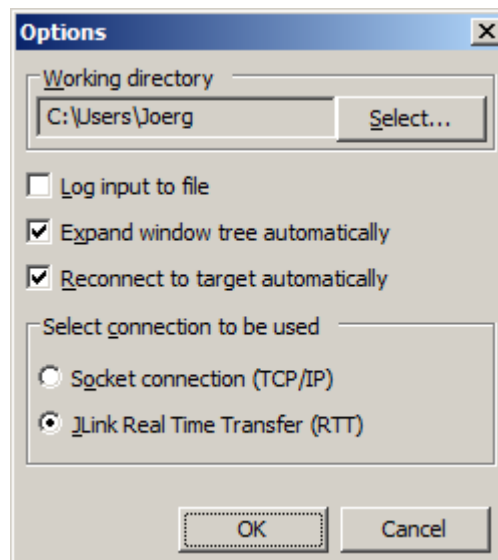 Options
Working directory
C:\Users\Joerg
Select...
Log input to file
Expand window tree automatically
Reconnect to target automatically
Select connection to be used
Socket connection (TCP/IP)
JLink Real Time Transfer (RTT)
OK
Cancel